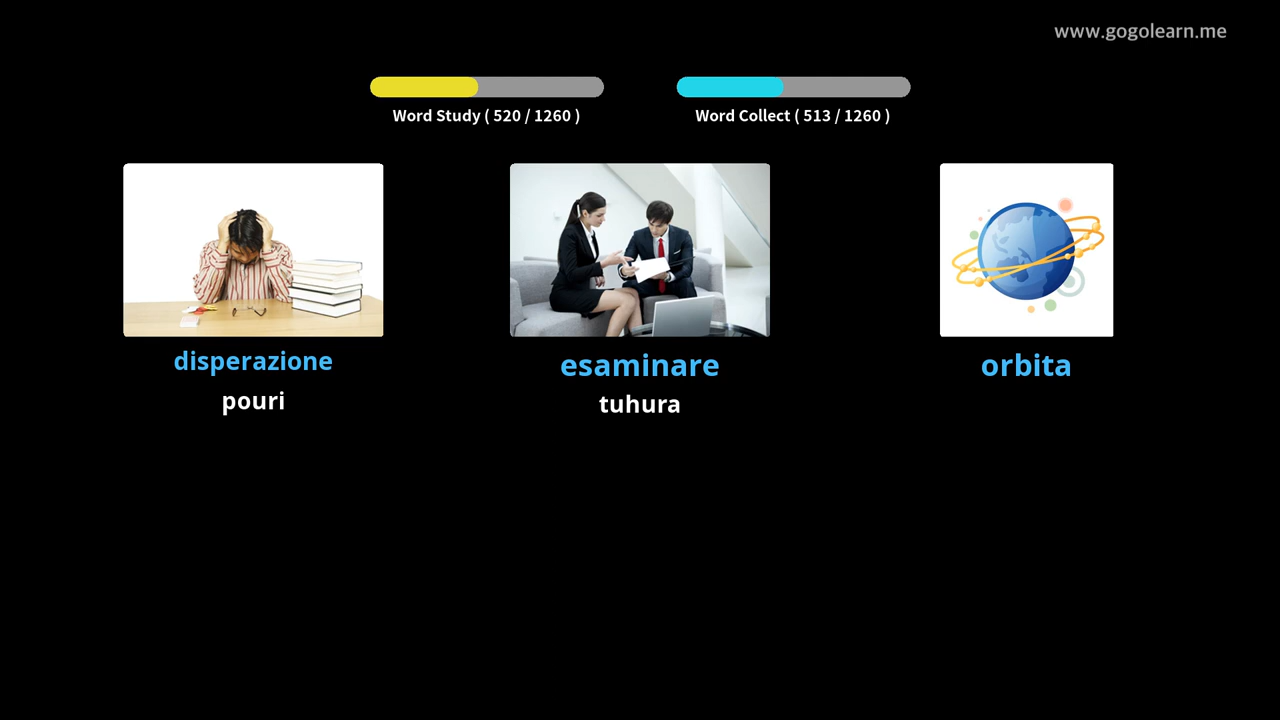 www.gogolearn.me
Word Study ( 520 / 1260 )
Word Collect ( 513 / 1260 )
disperazione
pouri
esaminare
tuhura
orbita